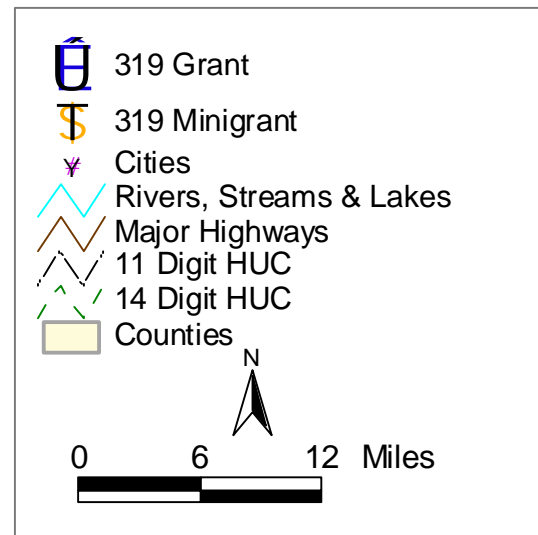 319 Grant
319 Minigrant
Cities
Rivers, Streams & Lakes
Major Highways
11 Digit HUC
14 Digit HUC
Counties
N
0 6 12 Miles